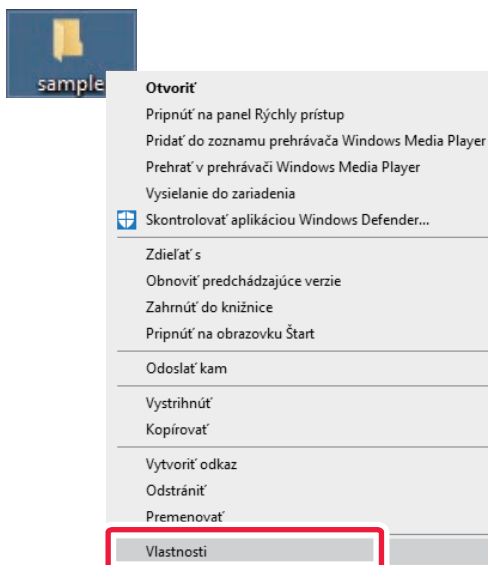 sample
Otvoriť
Pripnúť na panel Rýchly prístup
Pridať do zoznamu prehrávača Windows Media Player
Prehrať v prehrávači Windows Media Player
Vysielanie do zariadenia
Skontrolovať aplikáciou Windows Defender...
Zdieľať s
Obnoviť predchádzajúce verzie
Zahrnúť do knižnice
Pripnúť na obrazovku Štart
Odoslať kam
Vystrihnúť
Kopírovať
Vytvoriť odkaz
Odstrániť
Premenovať
Vlastnosti